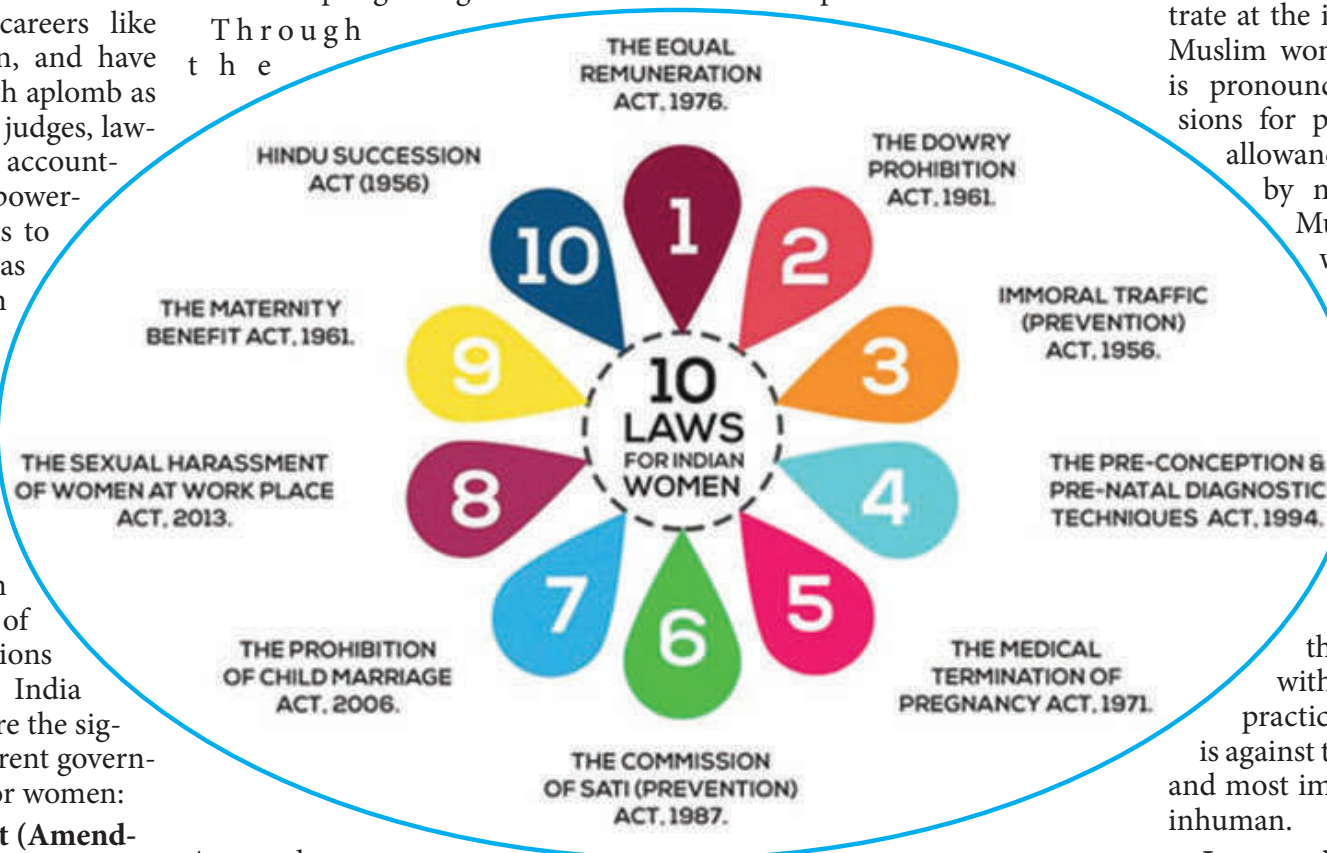 careers like
n, and have
h aplomb as
judges, law-
account-
power-
s to
as
n
n
of
ions
India
re the sig-
rent govern-
or women:
t (Amend-
Through
the
THE EQUAL
REMUNERATION
ACT, 1976.
1
THE DOWRY
PROHIBITION
ACT, 1961.
2
IMMORAL TRAFFIC
(PREVENTION)
ACT, 1956.
3
THE PRE-CONCEPTION &
PRE-NATAL DIAGNOSTIC
TECHNIQUES ACT, 1994.
4
THE MEDICAL
TERMINATION OF
PREGNANCY ACT, 1971.
5
THE COMMISSION
OF SATI (PREVENTION)
ACT, 1987.
6
THE PROHIBITION
OF CHILD MARRIAGE
ACT, 2006.
7
THE SEXUAL HARASSMENT
OF WOMEN AT WORK PLACE
ACT, 2013.
8
THE MATERNITY
BENEFIT ACT, 1961.
9
HINDU SUCCESSION
ACT (1956)
10
10
LAWS
FOR INDIAN
WOMEN
trate at the i
Muslim won
is pronounc
sions for p
allowanc
by m
Mu
w
th
with
practic
is against t
and most im
inhuman.